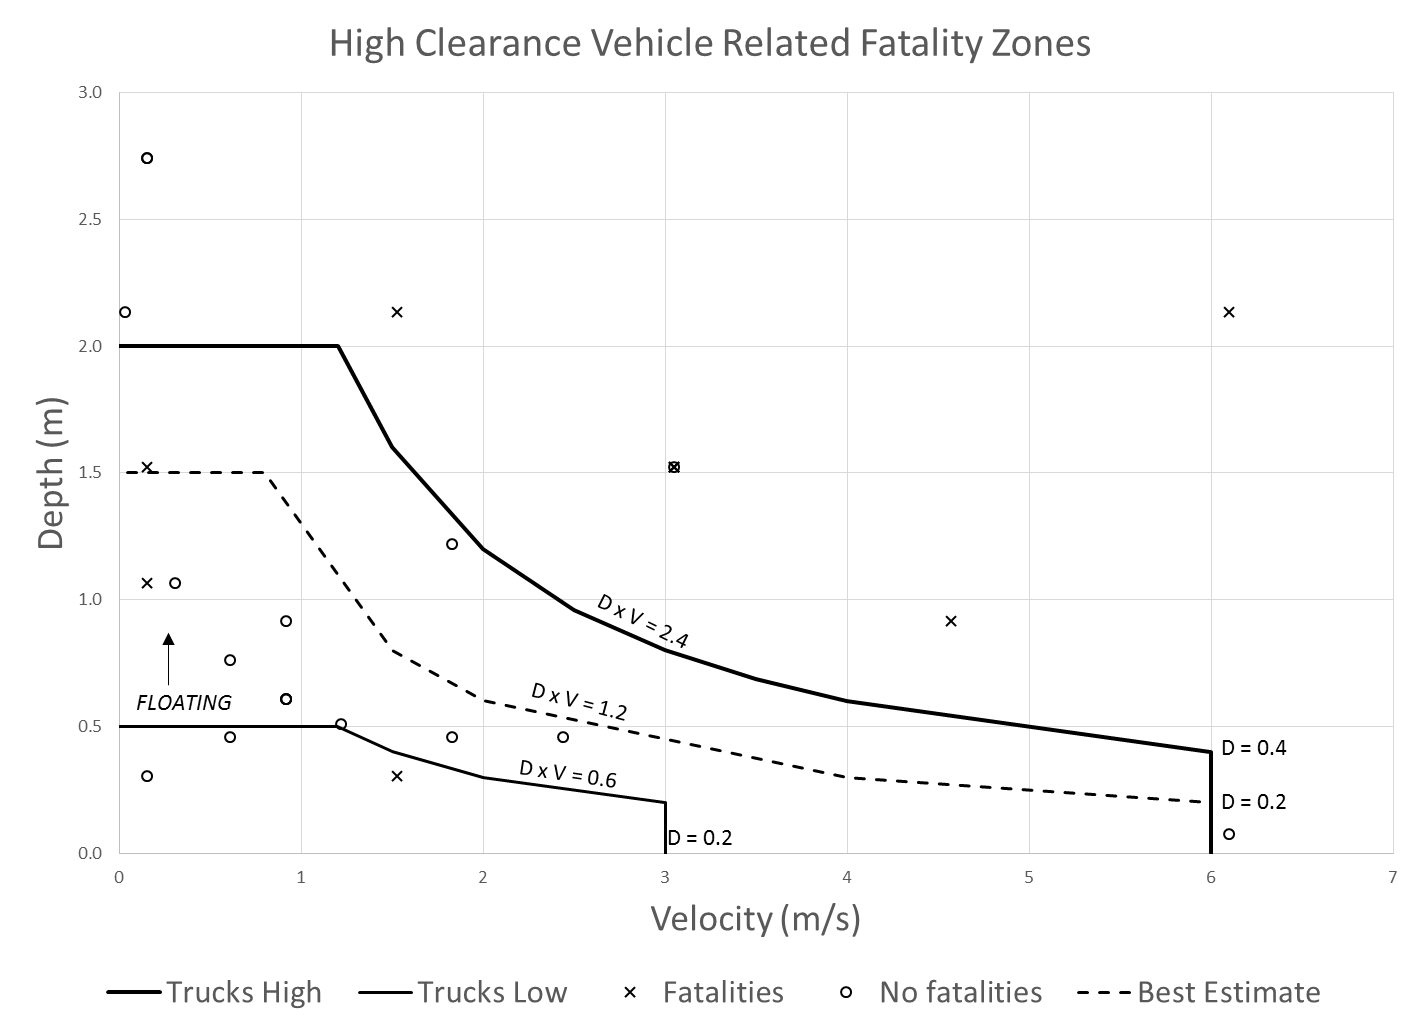 High Clearance Vehicle Related Fatality Zones
3.0
2.5
2.0
1.5
1.0
0.5
0.0
Depth (m)
FLOATING
D x V = 2.4
D x V = 1.2
D x V = 0.6
D = 0.4
D = 0.2
D = 0.2
0 1 2 3 4 5 6 7
Velocity (m/s)
Trucks High Trucks Low Fatalities No fatalities Best Estimate